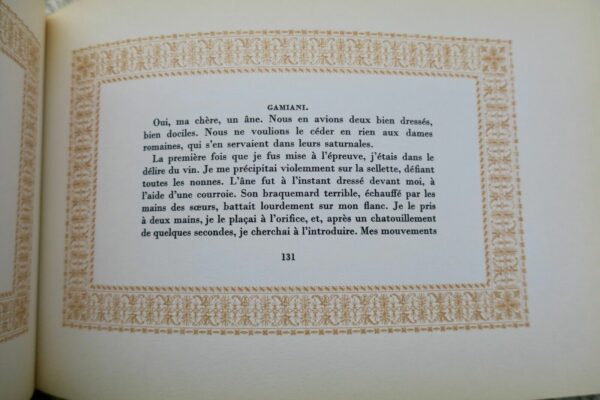 GAMIANI.
Oui, ma chère, un âne. Nous en avions deux bien dressés,
bien dociles. Nous ne voulions le céder en rien aux dames
romaines, qui s'en servaient dans leurs saturnales.
La première fois que je fus mise à l'épreuve, j'étais dans le
délire du vin. Je me précipitai violemment sur la sellette, défiant
toutes les nonnes. L'âne fut à l'instant dressé devant moi, à
l'aide d'une courroie. Son braquemard terrible, échauffé par les
mains des sœurs, battait lourdement sur mon flanc. Je le pris
à deux mains, je le plaçai à l'orifice, et, après un chatouillement
de quelques secondes, je cherchai à l'introduire. Mes mouvements
131